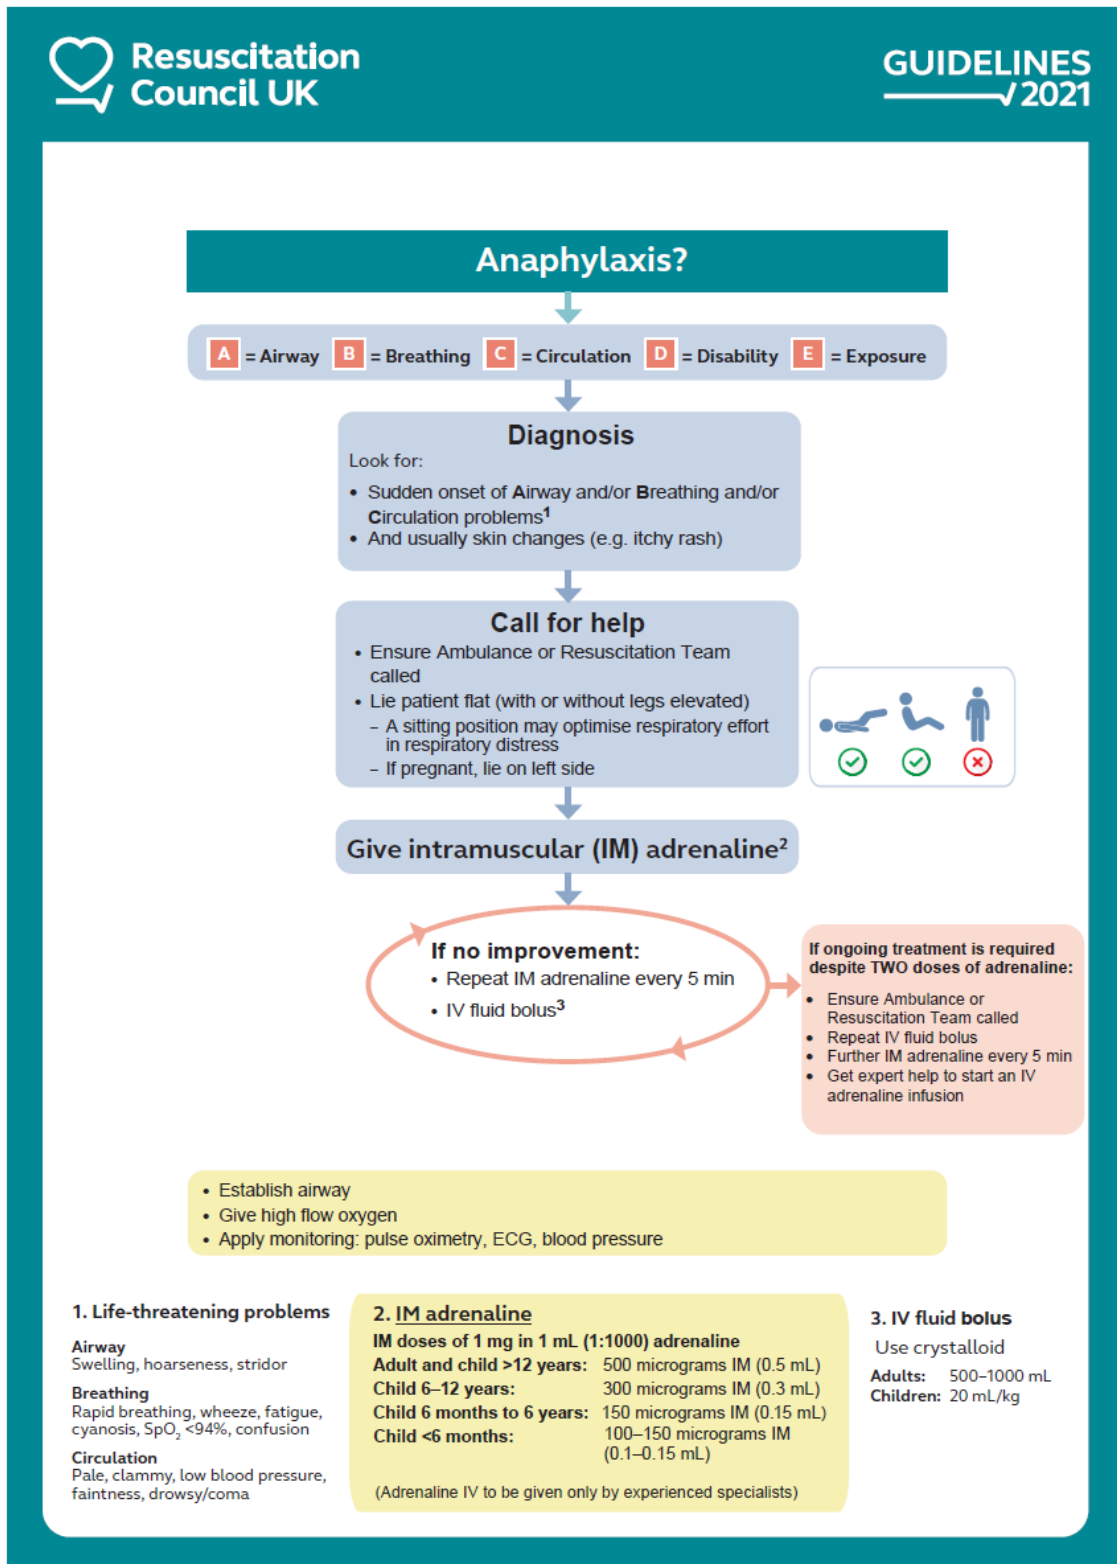 Resuscitation
Council UK
GUIDELINES
2021
Anaphylaxis?
A = Airway B = Breathing C = Circulation D = Disability E = Exposure
Diagnosis
Look for:
• Sudden onset of Airway and/or Breathing and/or
Circulation problems¹
• And usually skin changes (e.g. itchy rash)
Call for help
• Ensure Ambulance or Resuscitation Team
called
• Lie patient flat (with or without legs elevated)
– A sitting position may optimise respiratory effort
in respiratory distress
– If pregnant, lie on left side
Give intramuscular (IM) adrenaline²
If no improvement:
• Repeat IM adrenaline every 5 min
• IV fluid bolus³
If ongoing treatment is required
despite TWO doses of adrenaline:
• Ensure Ambulance or
Resuscitation Team called
• Repeat IV fluid bolus
• Further IM adrenaline every 5 min
• Get expert help to start an IV
adrenaline infusion
• Establish airway
• Give high flow oxygen
• Apply monitoring: pulse oximetry, ECG, blood pressure
1. Life-threatening problems
Airway
Swelling, hoarseness, stridor
Breathing
Rapid breathing, wheeze, fatigue,
cyanosis, SpO₂ <94%, confusion
Circulation
Pale, clammy, low blood pressure,
faintness, drowsy/coma
2. IM adrenaline
IM doses of 1 mg in 1 mL (1:1000) adrenaline
Adult and child >12 years: 500 micrograms IM (0.5 mL)
Child 6–12 years: 300 micrograms IM (0.3 mL)
Child 6 months to 6 years: 150 micrograms IM (0.15 mL)
Child <6 months: 100–150 micrograms IM
(0.1–0.15 mL)
(Adrenaline IV to be given only by experienced specialists)
3. IV fluid bolus
Use crystalloid
Adults: 500–1000 mL
Children: 20 mL/kg